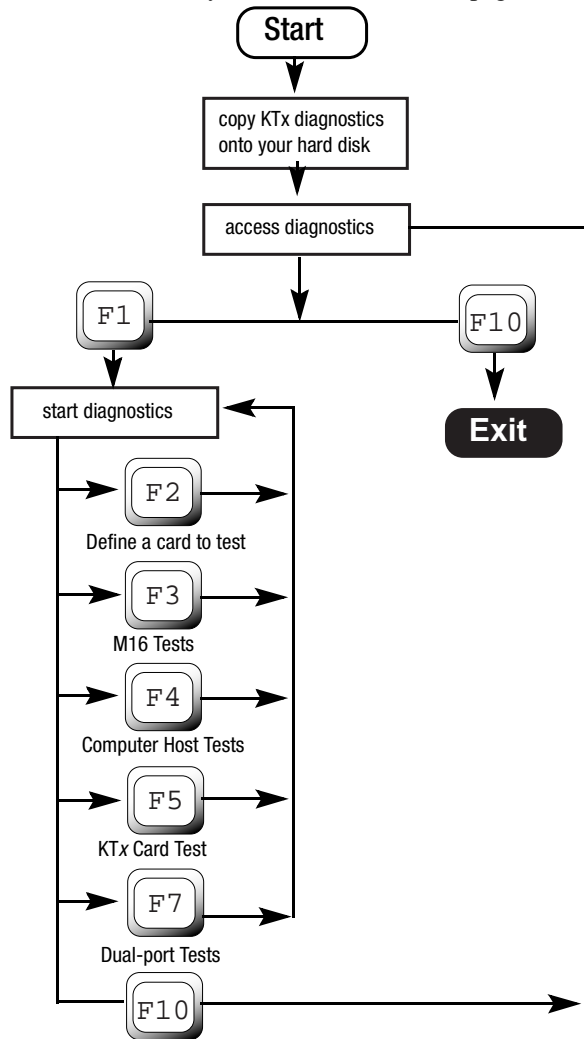 Start
copy KTx diagnostics
onto your hard disk
access diagnostics
F1
F10
start diagnostics
Exit
F2
Define a card to test
F3
M16 Tests
F4
Computer Host Tests
F5
KTx Card Test
F7
Dual-port Tests
F10